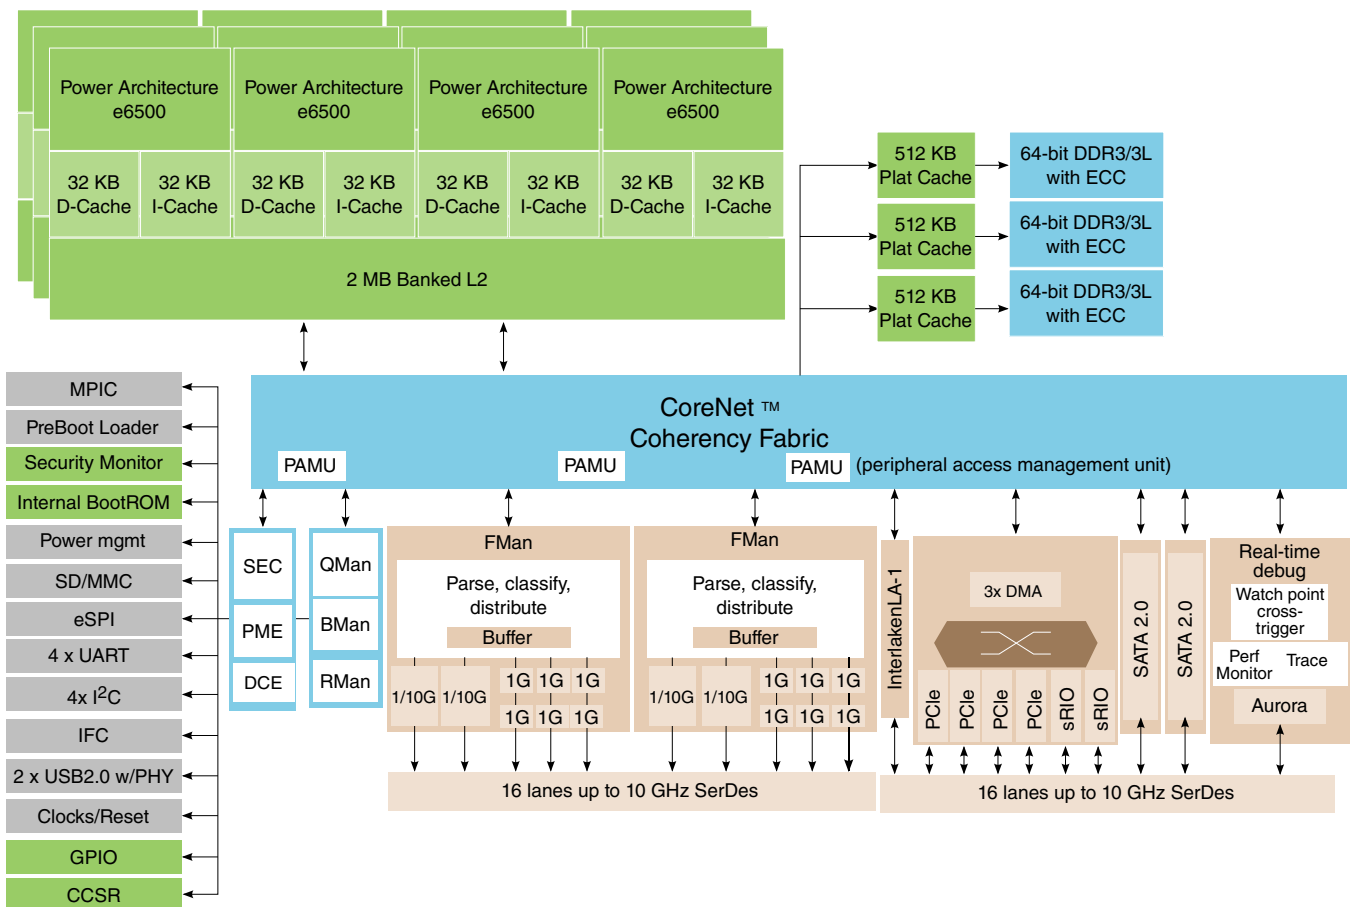 Power Architecture
e6500
Power Architecture
e6500
Power Architecture
e6500
Power Architecture
e6500
32 KB
D-Cache
32 KB
I-Cache
32 KB
D-Cache
32 KB
I-Cache
32 KB
D-Cache
32 KB
I-Cache
32 KB
D-Cache
32 KB
I-Cache
2 MB Banked L2
512 KB
Plat Cache
64-bit DDR3/3L
with ECC
512 KB
Plat Cache
64-bit DDR3/3L
with ECC
512 KB
Plat Cache
64-bit DDR3/3L
with ECC
MPIC
PreBoot Loader
Security Monitor
Internal BootROM
Power mgmt
SD/MMC
eSPI
4 x UART
4x I²C
IFC
2 x USB2.0 w/PHY
Clocks/Reset
GPIO
CCSR
CoreNet ™
Coherency Fabric
PAMU
PAMU
PAMU (peripheral access management unit)
SEC
PME
DCE
QMan
BMan
RMan
FMan
Parse, classify,
distribute
Buffer
1/10G
1/10G
1G
1G
1G
1G
1G
1G
FMan
Parse, classify,
distribute
Buffer
1/10G
1/10G
1G
1G
1G
1G
1G
1G
16 lanes up to 10 GHz SerDes
InterlakenLA-1
3x DMA
PCIe
PCIe
PCIe
PCIe
sRIO
sRIO
SATA 2.0
SATA 2.0
Real-time
debug
Watch point
cross-
trigger
Perf
Monitor
Trace
Aurora
16 lanes up to 10 GHz SerDes